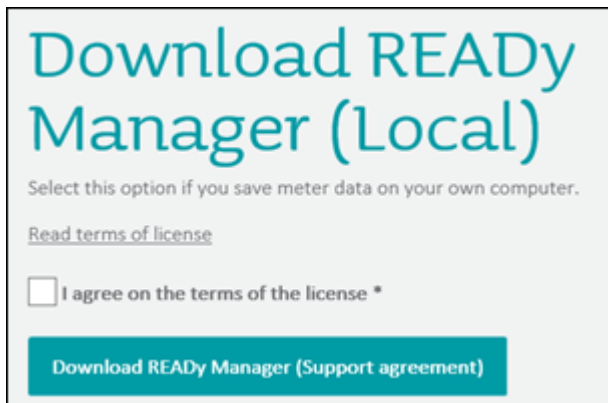 Download READy
Manager (Local)
Select this option if you save meter data on your own computer.
Read terms of license
I agree on the terms of the license *
Download READy Manager (Support agreement)